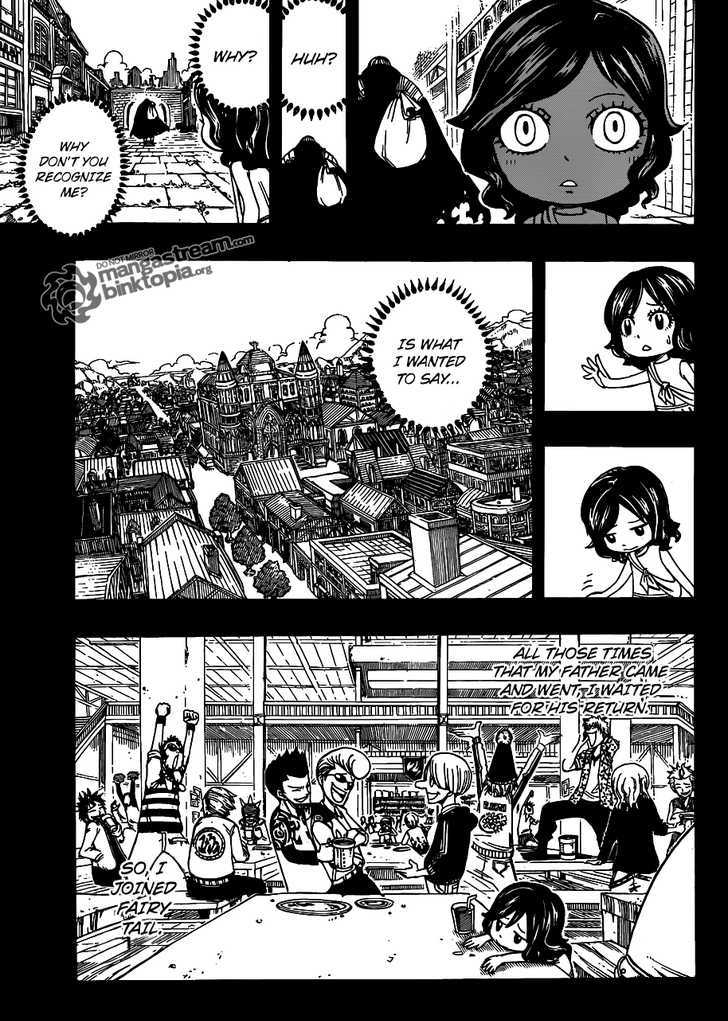 HUH?
WHY?
WHY
DON'T YOU
RECOGNIZE
ME?
DO NOT MIRROR
mangastream.com
binktopia.org
IS WHAT
I WANTED
TO SAY...
ALL THOSE TIMES
THAT MY FATHER CAME
AND WENT, I WAITED
FOR HIS RETURN.
SO, I
JOINED
FAIRY
TAIL.